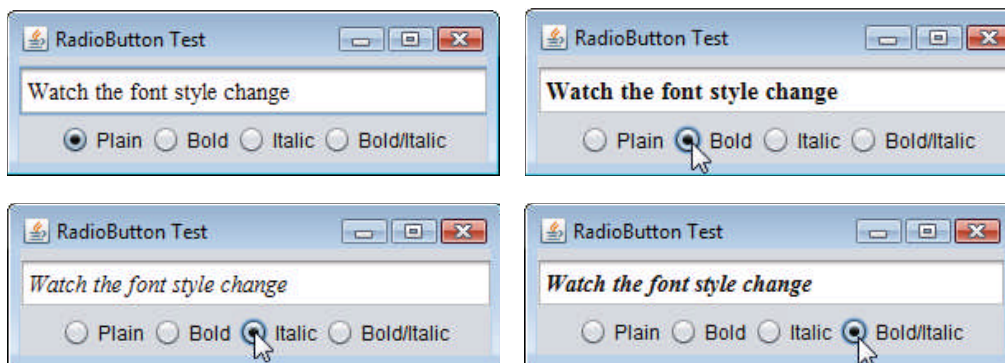 RadioButton Test
Watch the font style change
Plain Bold Italic Bold/Italic
RadioButton Test
Watch the font style change
Plain Bold Italic Bold/Italic
RadioButton Test
Watch the font style change
Plain Bold Italic Bold/Italic
RadioButton Test
Watch the font style change
Plain Bold Italic Bold/Italic